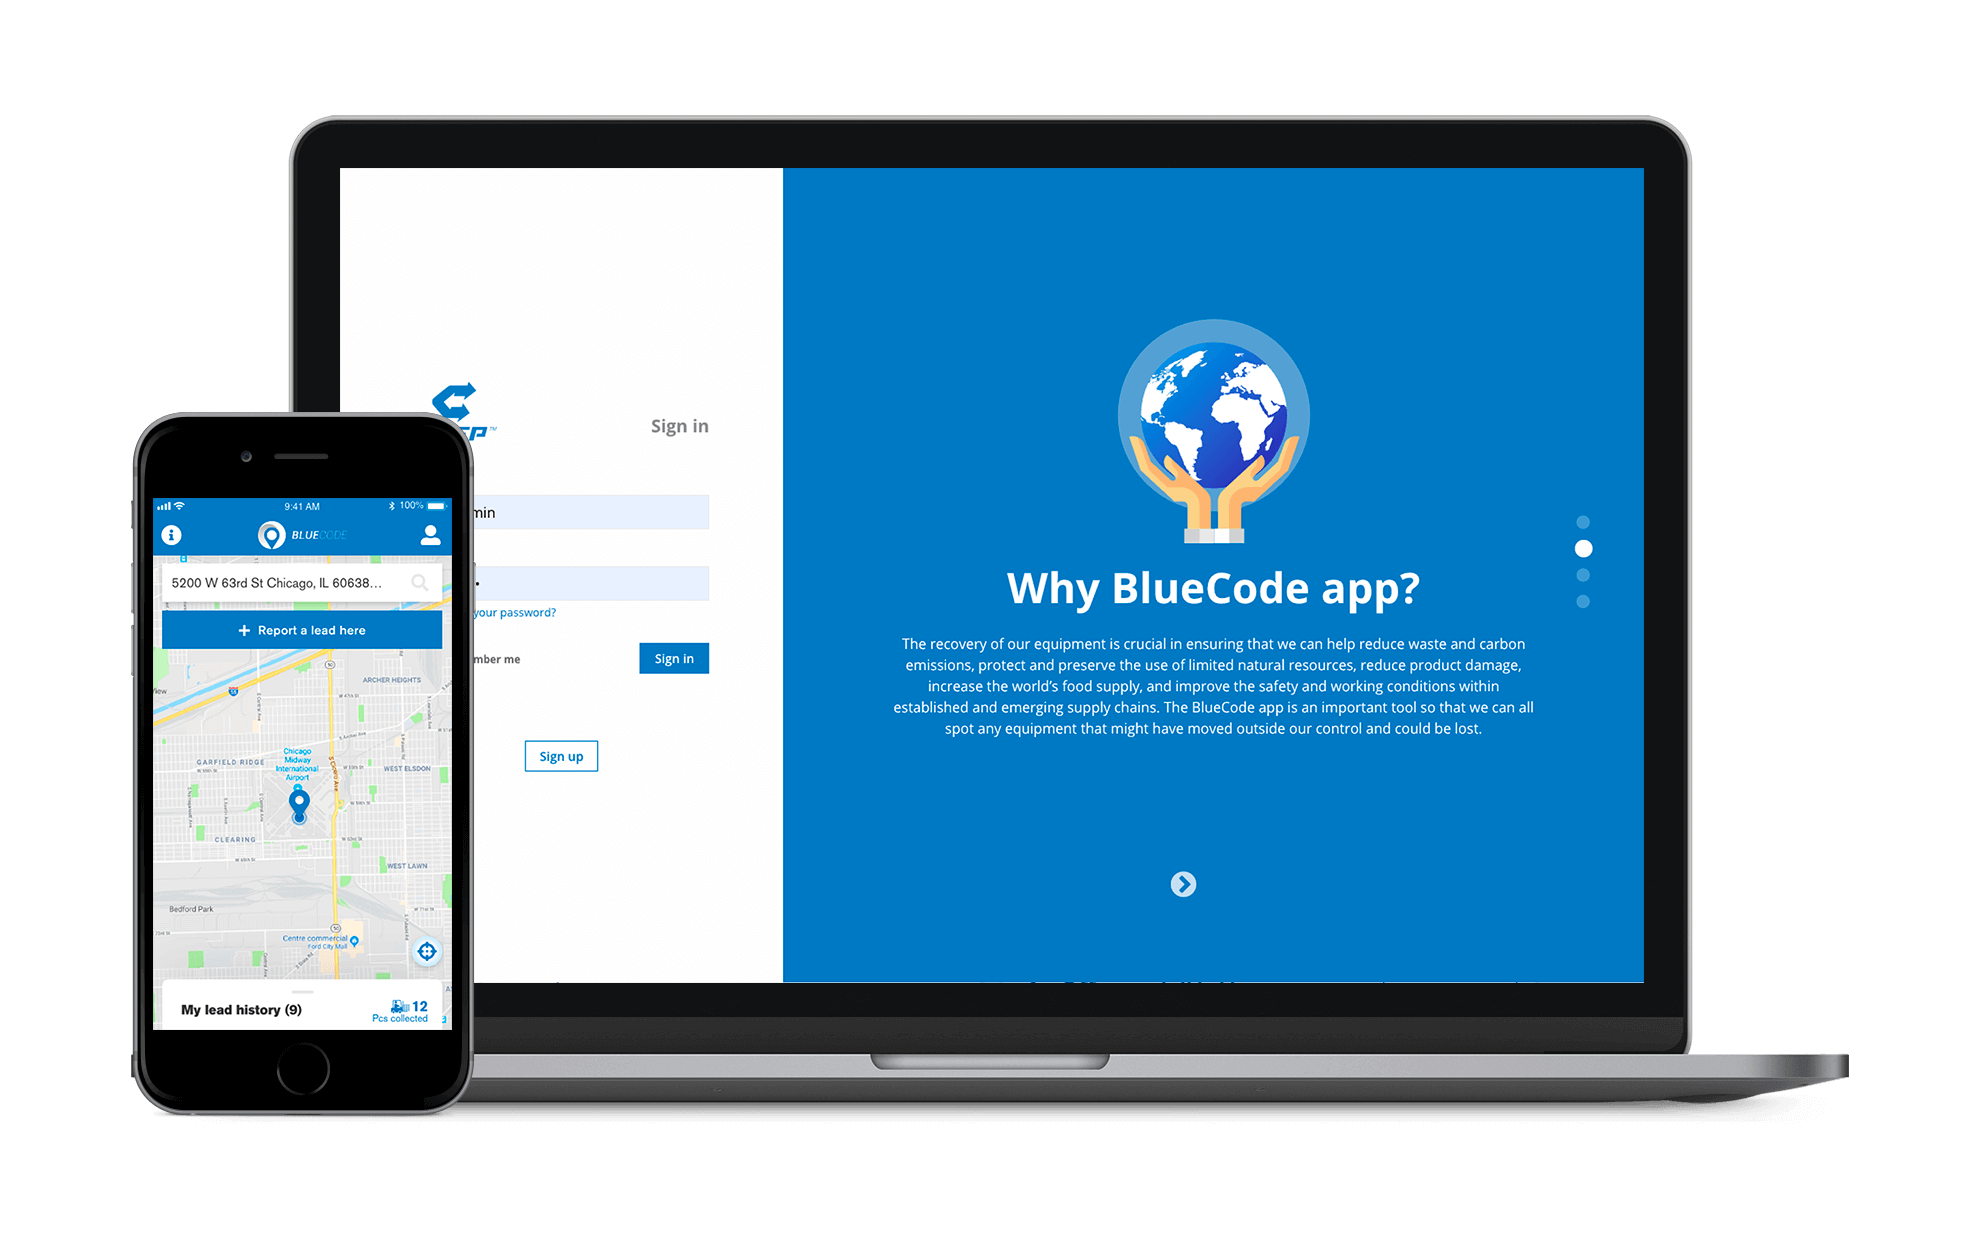 SP™
Sign in
min
your password?
mber me
Sign in
Sign up
Why BlueCode app?
The recovery of our equipment is crucial in ensuring that we can help reduce waste and carbon
emissions, protect and preserve the use of limited natural resources, reduce product damage,
increase the world's food supply, and improve the safety and working conditions within
established and emerging supply chains. The BlueCode app is an important tool so that we can all
spot any equipment that might have moved outside our control and could be lost.
9:41 AM
100%
BLUECODE
5200 W 63rd St Chicago, IL 60638...
+ Report a lead here
View
ARCHER HEIGHTS
Chicago
Midway
International
Airport
GARFIELD RIDGE
WEST ELSDON
CLEARING
WEST LAWN
Bedford Park
Centre commercial
Ford City Mall
My lead history (9)
12
Pcs collected